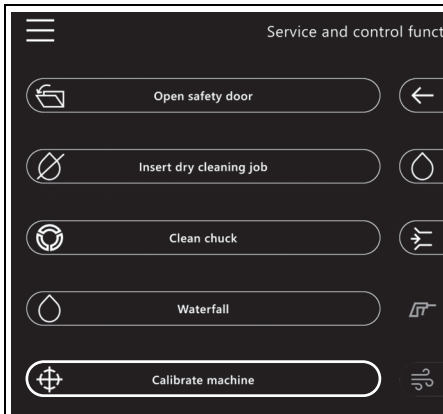 Service and control funct
Open safety door
Insert dry cleaning job
Clean chuck
Waterfall
Calibrate machine